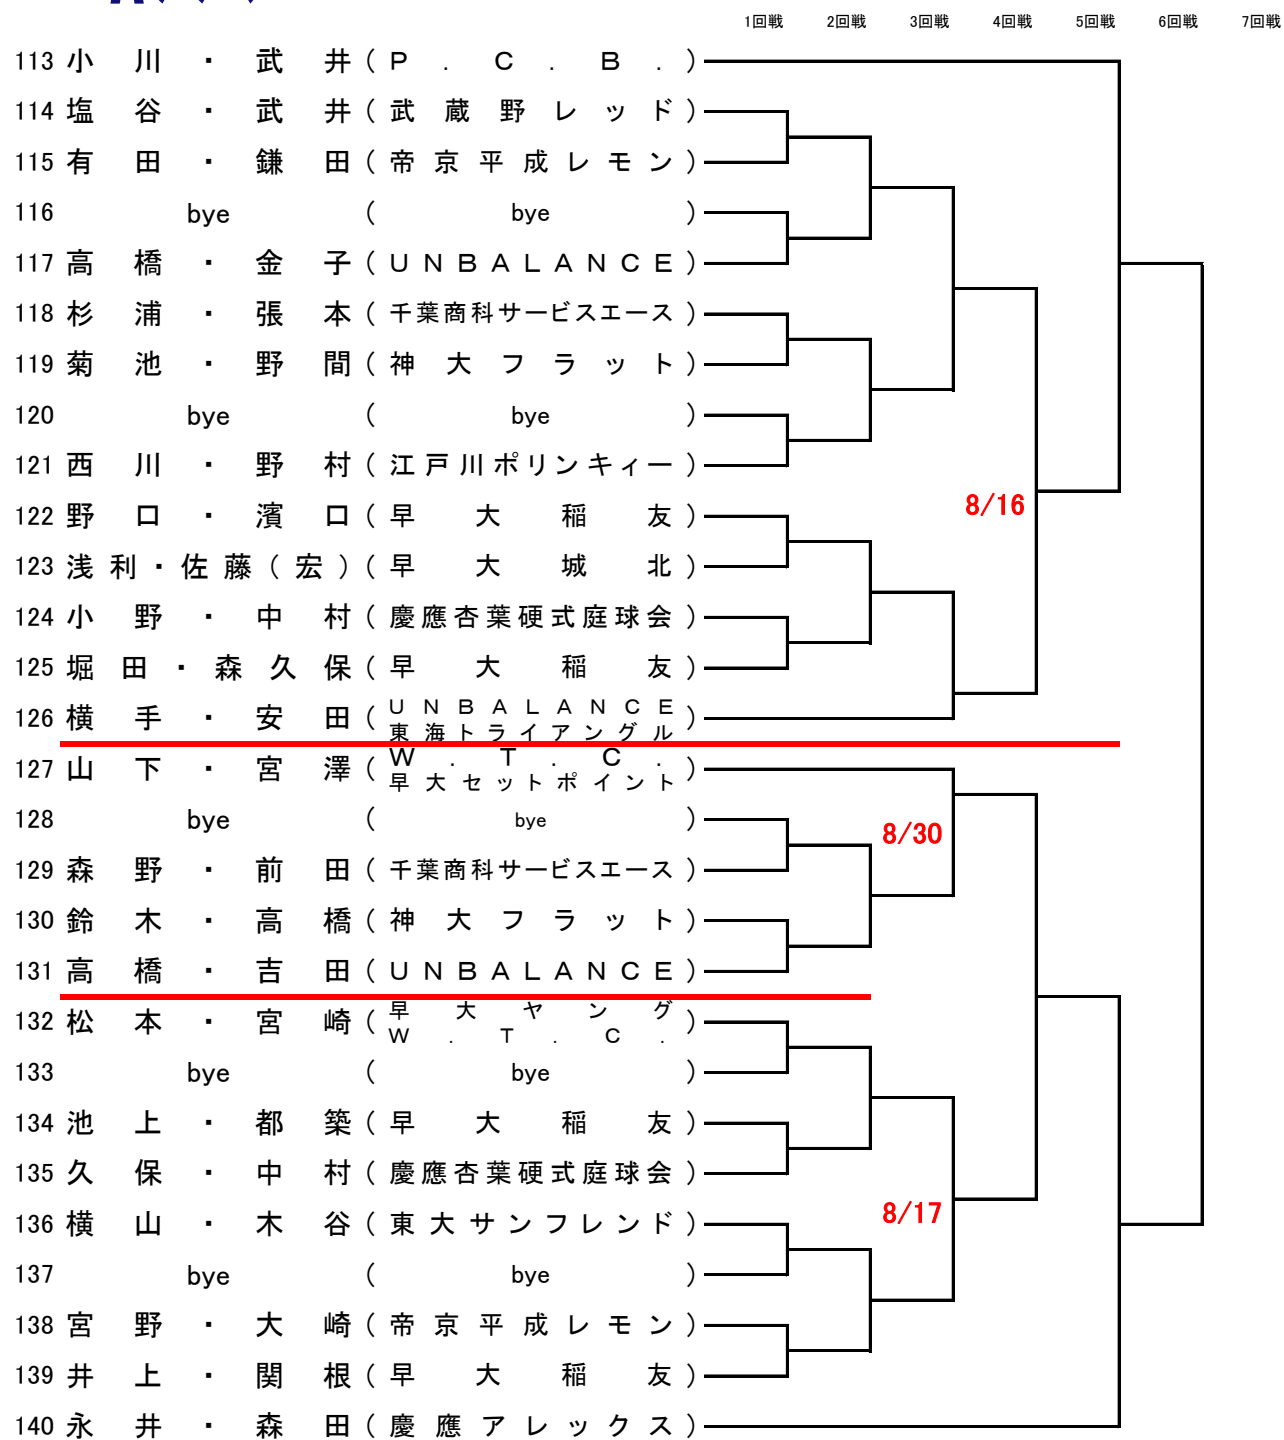 1回戦 2回戦 3回戦 4回戦 5回戦 6回戦 7回戦
113 小川・武井(P.C.B.)
114 塩谷・武井(武蔵野レッド)
115 有田・鎌田(帝京平成レモン)
116 bye (bye)
117 高橋・金子(UNBALANCE)
118 杉浦・張本(千葉商科サービスエース)
119 菊池・野間(神大フラット)
120 bye (bye)
121 西川・野村(江戸川ポリンキィー)
8/16
122 野口・濱口(早大稲友)
123 浅利・佐藤(宏)(早大城北)
124 小野・中村(慶應杏葉硬式庭球会)
125 堀田・森久保(早大稲友)
126 横手・安田(UNBALANCE
東海トライアングル)
127 山下・宮澤(W.T.C.
早大セットポイント)
128 bye (bye)
8/30
129 森野・前田(千葉商科サービスエース)
130 鈴木・高橋(神大フラット)
131 高橋・吉田(UNBALANCE)
132 松本・宮崎(早大ヤング
W.T.C.)
133 bye (bye)
134 池上・都築(早大稲友)
135 久保・中村(慶應杏葉硬式庭球会)
8/17
136 横山・木谷(東大サンフレンド)
137 bye (bye)
138 宮野・大崎(帝京平成レモン)
139 井上・関根(早大稲友)
140 永井・森田(慶應アレックス)